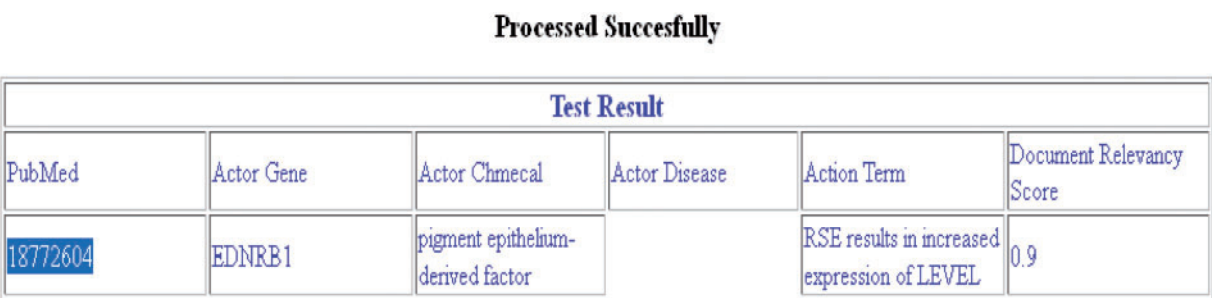 Processed Succesfully
Test Result
PubMed Actor Gene Actor Chmecal Actor Disease Action Term Document Relevancy
Score
18772604 EDNRB1 pigment epithelium-
derived factor RSE results in increased
expression of LEVEL 0.9